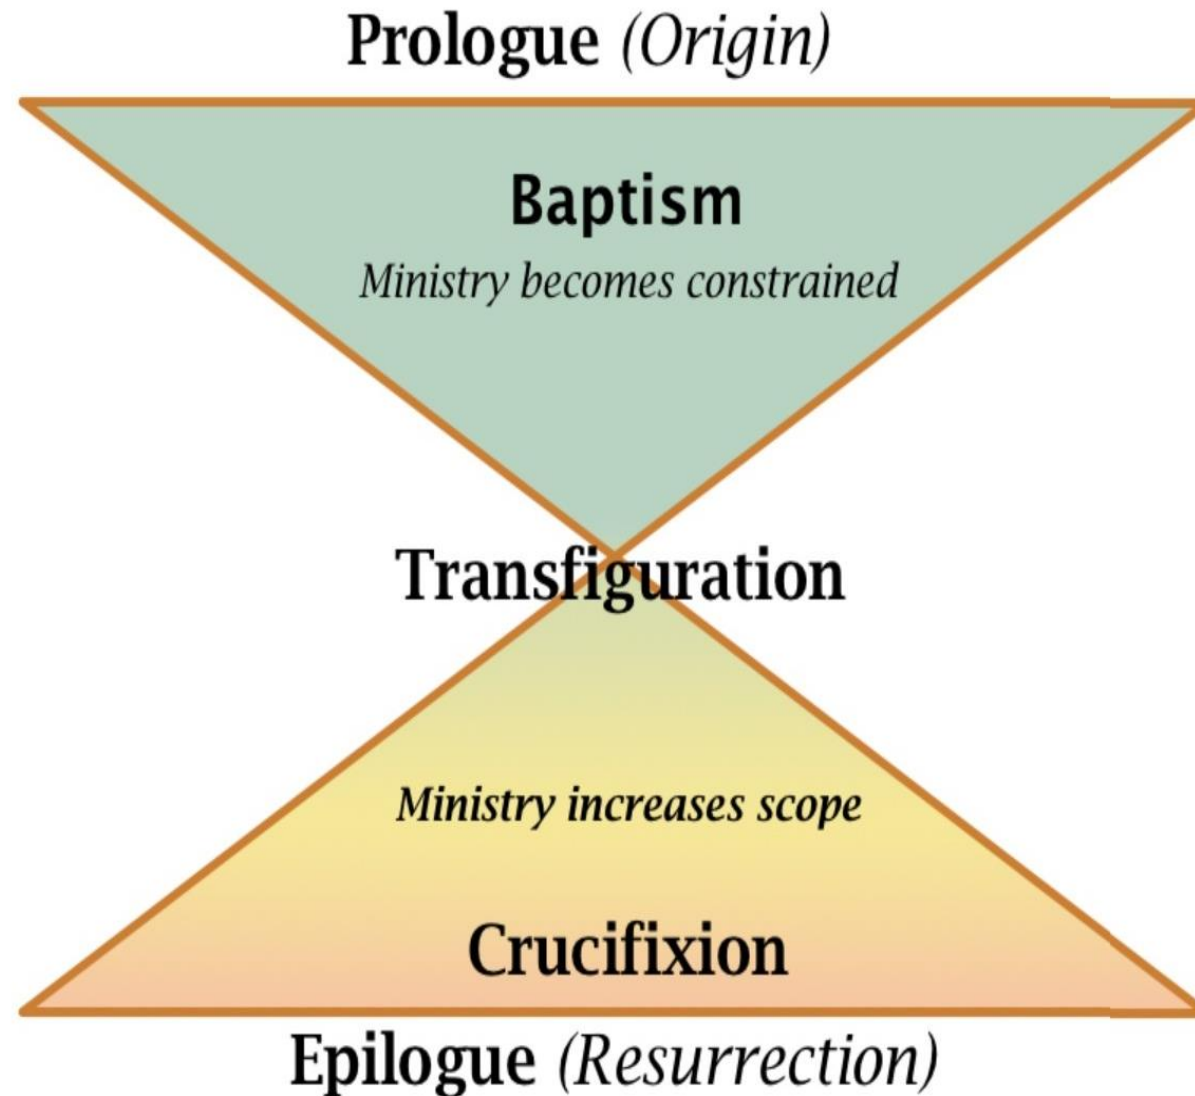 Prologue (Origin)
Baptism
Ministry becomes constrained
Transfiguration
Ministry increases scope
Crucifixion
Epilogue (Resurrection)